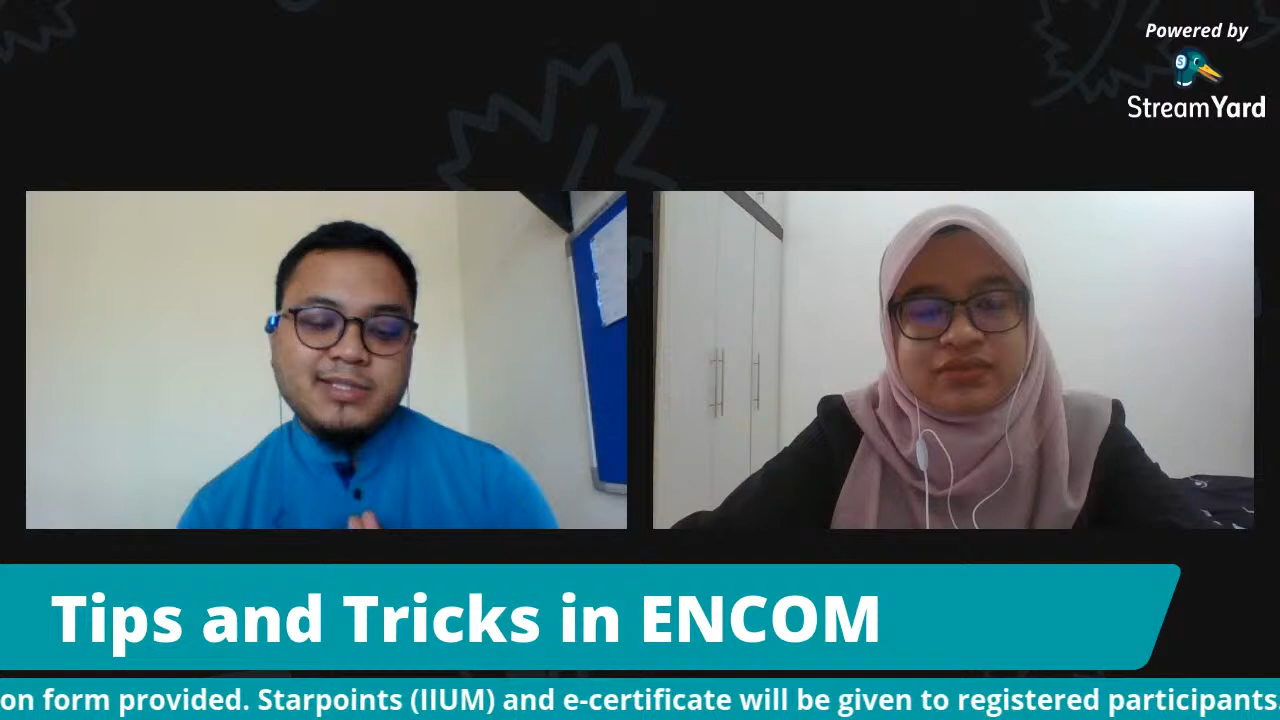 Powered by
StreamYard
Tips and Tricks in ENCOM
on form provided. Starpoints (IIUM) and e-certificate will be given to registered participants.